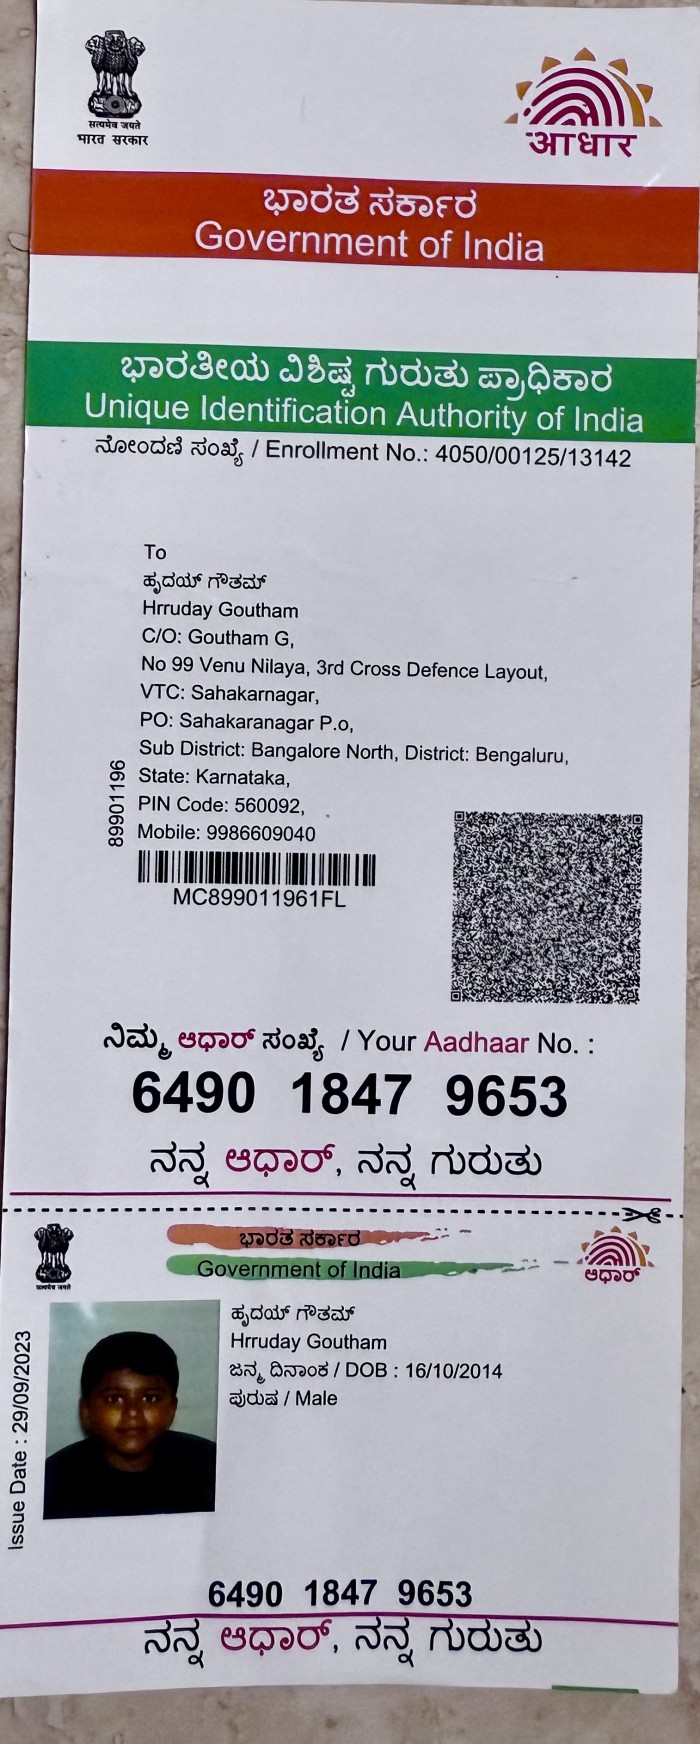 सत्यमेव जयते
भारत सरकार
आधार
ಭಾರತ ಸರ್ಕಾರ
Government of India
ಭಾರತೀಯ ವಿಶಿಷ್ಟ ಗುರುತು ಪ್ರಾಧಿಕಾರ
Unique Identification Authority of India
ನೋಂದಣಿ ಸಂಖ್ಯೆ / Enrollment No.: 4050/00125/13142
To
ಹೃದಯ್ ಗೌತಮ್
Hrruday Goutham
C/O: Goutham G,
No 99 Venu Nilaya, 3rd Cross Defence Layout,
VTC: Sahakarnagar,
PO: Sahakaranagar P.o,
Sub District: Bangalore North, District: Bengaluru,
State: Karnataka,
PIN Code: 560092,
Mobile: 9986609040
89901196
MC899011961FL
ನಿಮ್ಮ ಆಧಾರ್ ಸಂಖ್ಯೆ / Your Aadhaar No. :
6490 1847 9653
ನನ್ನ ಆಧಾರ್, ನನ್ನ ಗುರುತು
सत्यमेव जयते
ಭಾರತ ಸರ್ಕಾರ
Government of India
ಆಧಾರ್
ಹೃದಯ್ ಗೌತಮ್
Hrruday Goutham
ಜನ್ಮ ದಿನಾಂಕ / DOB : 16/10/2014
ಪುರುಷ / Male
Issue Date : 29/09/2023
6490 1847 9653
ನನ್ನ ಆಧಾರ್, ನನ್ನ ಗುರುತು